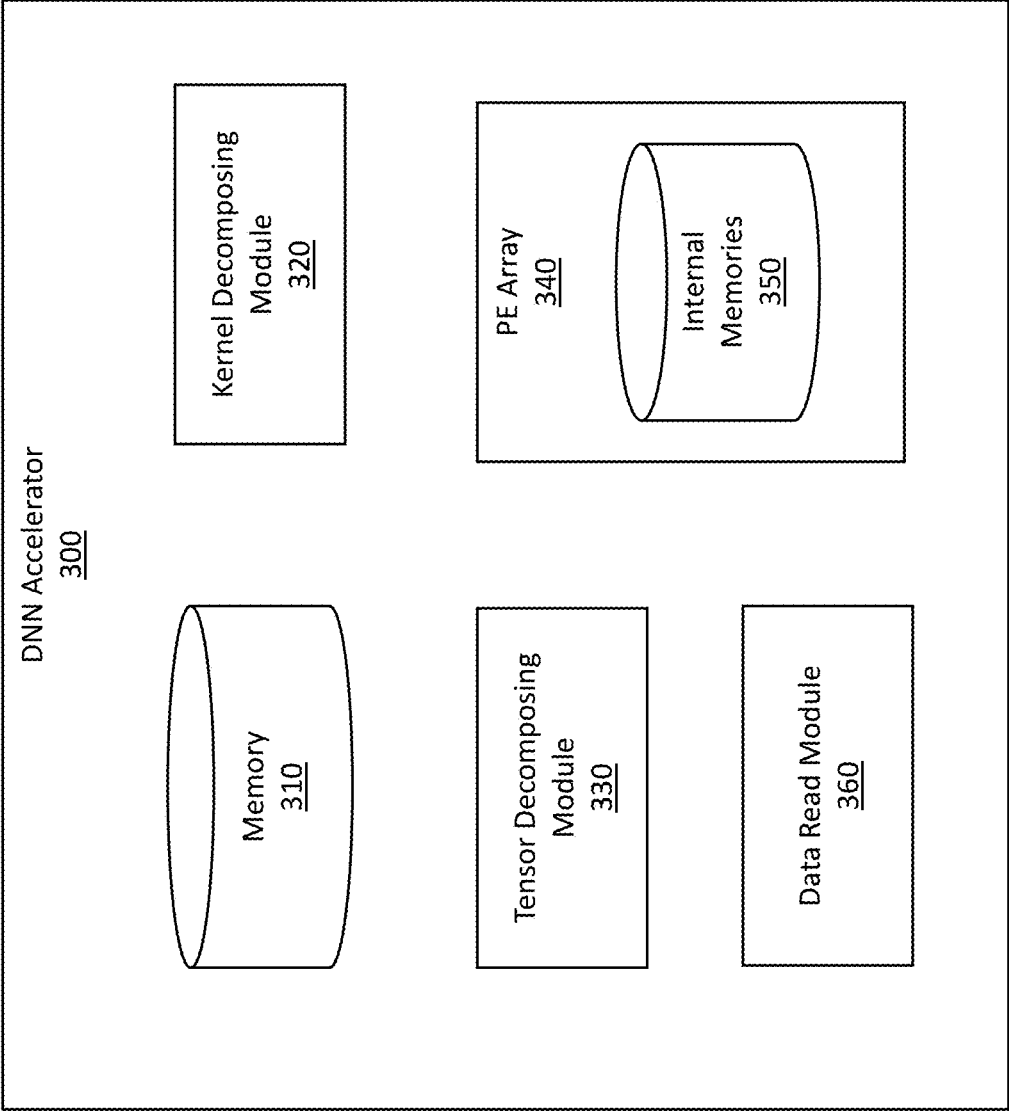 DNN Accelerator
300
Memory
310
Kernel Decomposing
Module
320
Tensor Decomposing
Module
330
PE Array
340
Internal
Memories
350
Data Read Module
360